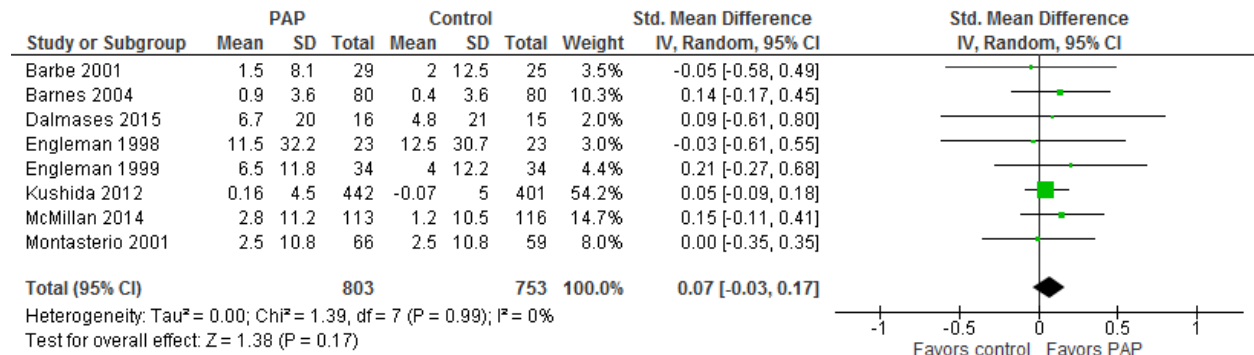 PAP Control Std. Mean Difference Std. Mean Difference
Study or Subgroup Mean SD Total Mean SD Total Weight IV, Random, 95% CI IV, Random, 95% CI
Barbe 2001 1.5 8.1 29 2 12.5 25 3.5% -0.05 [-0.58, 0.49]
Barnes 2004 0.9 3.6 80 0.4 3.6 80 10.3% 0.14 [-0.17, 0.45]
Dalmases 2015 6.7 20 16 4.8 21 15 2.0% 0.09 [-0.61, 0.80]
Engleman 1998 11.5 32.2 23 12.5 30.7 23 3.0% -0.03 [-0.61, 0.55]
Engleman 1999 6.5 11.8 34 4 12.2 34 4.4% 0.21 [-0.27, 0.68]
Kushida 2012 0.16 4.5 442 -0.07 5 401 54.2% 0.05 [-0.09, 0.18]
McMillan 2014 2.8 11.2 113 1.2 10.5 116 14.7% 0.15 [-0.11, 0.41]
Montasterio 2001 2.5 10.8 66 2.5 10.8 59 8.0% 0.00 [-0.35, 0.35]
Total (95% CI) 803 753 100.0% 0.07 [-0.03, 0.17]
Heterogeneity: Tau² = 0.00; Chi² = 1.39, df = 7 (P = 0.99); I² = 0%
Test for overall effect: Z = 1.38 (P = 0.17)
-1 -0.5 0 0.5 1
Favors control Favors PAP